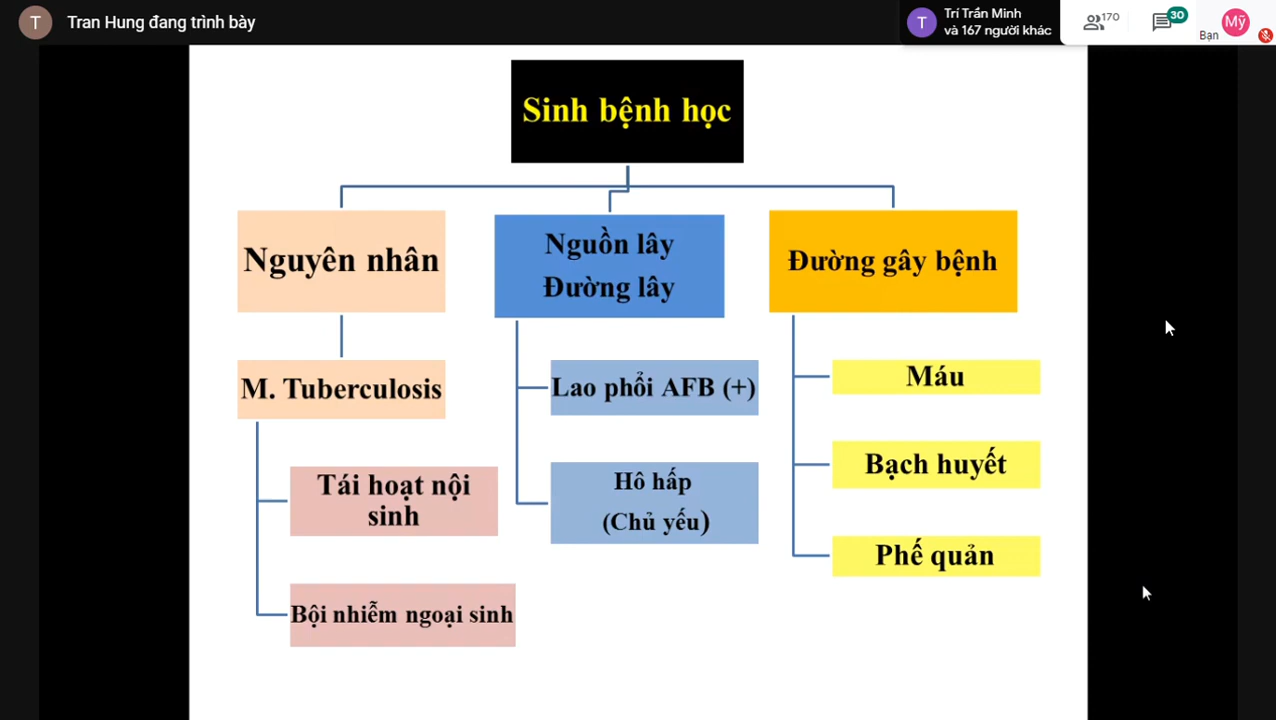 T
Tran Hung đang trình bày
T
Trí Trần Minh
và 167 người khác
170
30
Mỹ
Bạn
Sinh bệnh học
Nguyên nhân
M. Tuberculosis
Tái hoạt nội
sinh
Bội nhiễm ngoại sinh
Nguồn lây
Đường lây
Lao phổi AFB (+)
Hô hấp
(Chủ yếu)
Đường gây bệnh
Máu
Bạch huyết
Phế quản